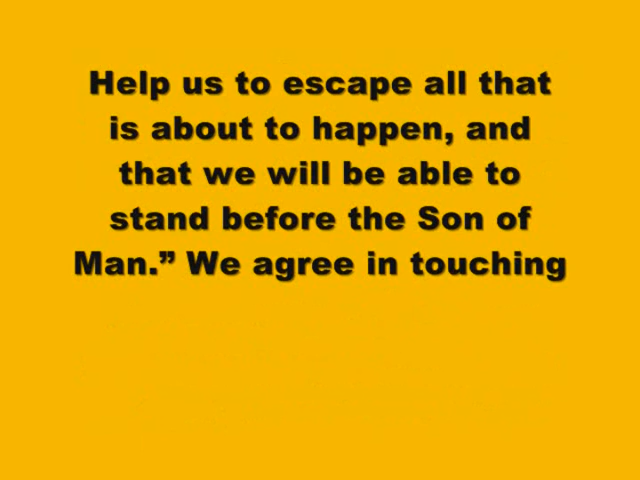 Help us to escape all that
is about to happen, and
that we will be able to
stand before the Son of
Man.” We agree in touching